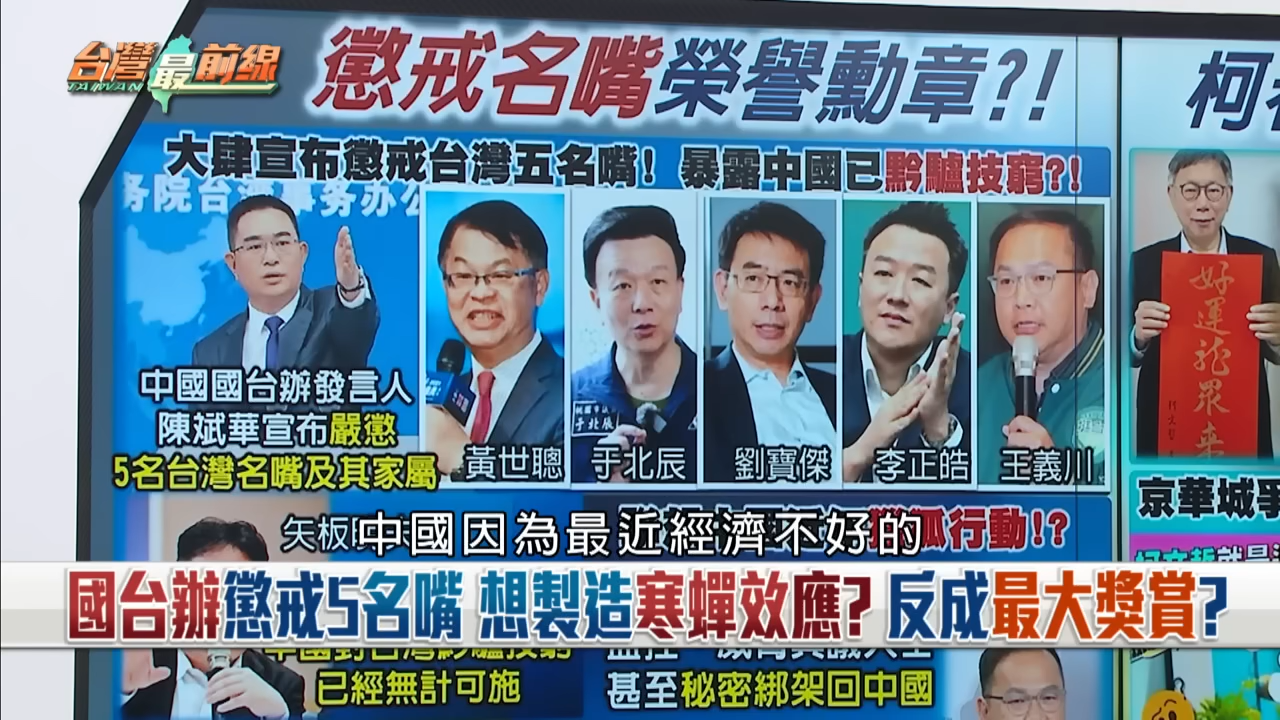 台灣最前線
TAIWAN
懲戒名嘴榮譽勳章?!
大肆宣布懲戒台灣五名嘴! 暴露中國已黔驢技窮?!
务院台湾事务办公
中國國台辦發言人
陳斌華宣布嚴懲
5名台灣名嘴及其家屬
黃世聰
于北辰
劉寶傑
李正皓
王義川
于北辰
柯
好運龍眾來
京華城爭
矢板
行動!?
中國因為最近經濟不好的
國台辦懲戒5名嘴 想製造寒蟬效應? 反成最大獎賞?
已經無計可施
甚至秘密綁架回中國